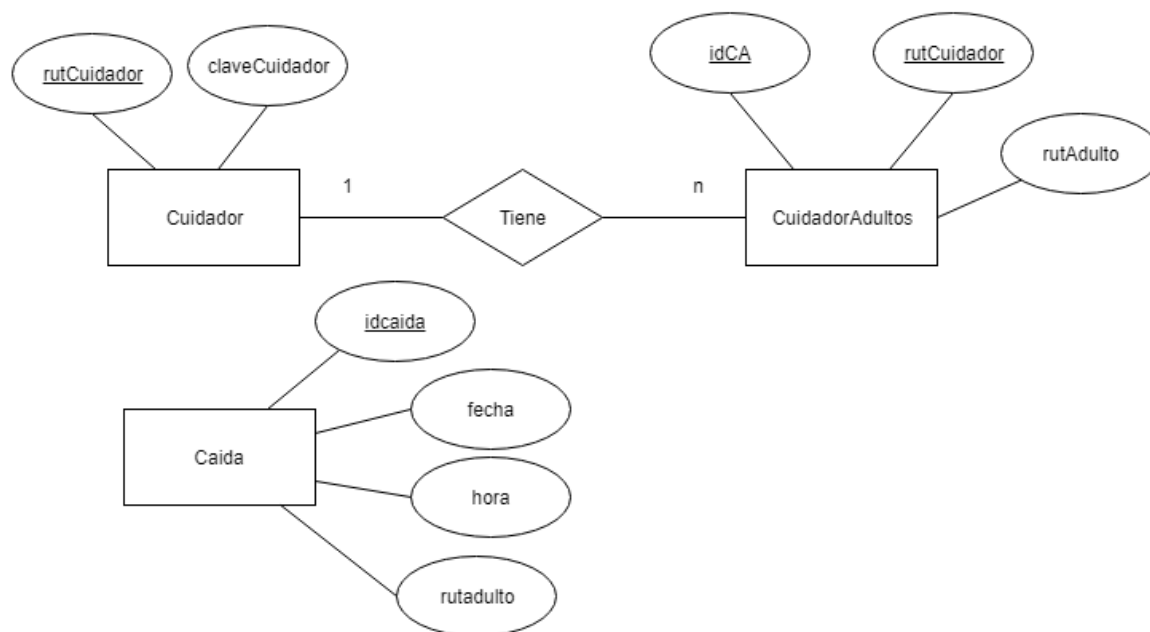 rutCuidador
claveCuidador
idCA
rutCuidador
rutAdulto
Cuidador
1
Tiene
n
CuidadorAdultos
idcaida
fecha
Caida
hora
rutadulto